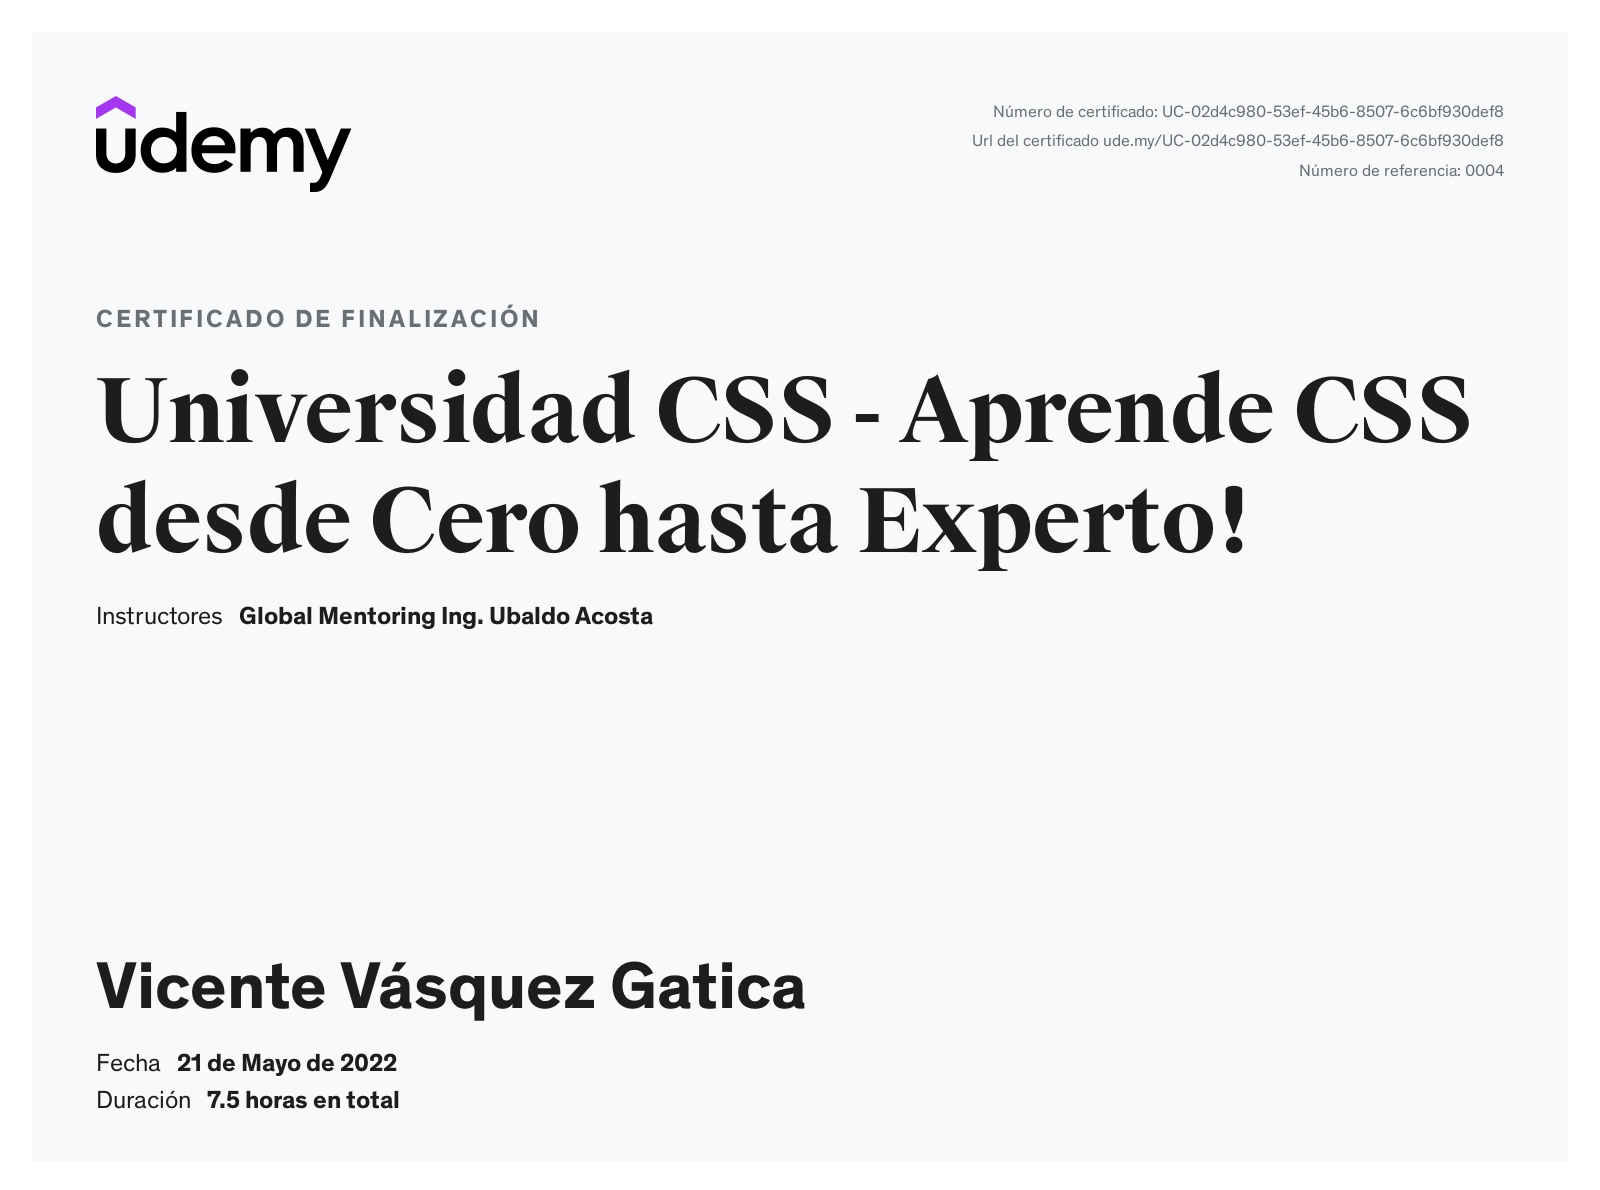 udemy
Número de certificado: UC-02d4c980-53ef-45b6-8507-6c6bf930def8
Url del certificado ude.my/UC-02d4c980-53ef-45b6-8507-6c6bf930def8
Número de referencia: 0004
CERTIFICADO DE FINALIZACIÓN
Universidad CSS - Aprende CSS
desde Cero hasta Experto!
Instructores Global Mentoring Ing. Ubaldo Acosta
Vicente Vásquez Gatica
Fecha 21 de Mayo de 2022
Duración 7.5 horas en total